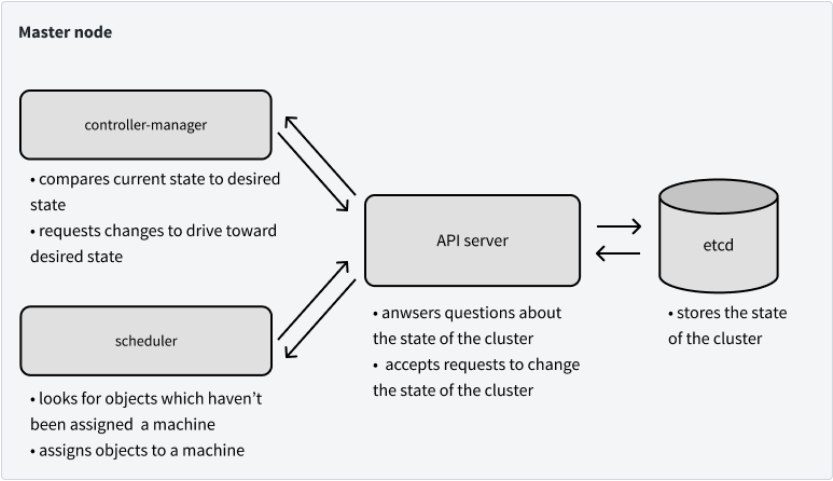 Master node
controller-manager
• compares current state to desired
state
• requests changes to drive toward
desired state
scheduler
• looks for objects which haven't
been assigned  a machine
• assigns objects to a machine
API server
• anwsers questions about
the state of the cluster
•  accepts requests to change
the state of the cluster
etcd
• stores the state
of the cluster